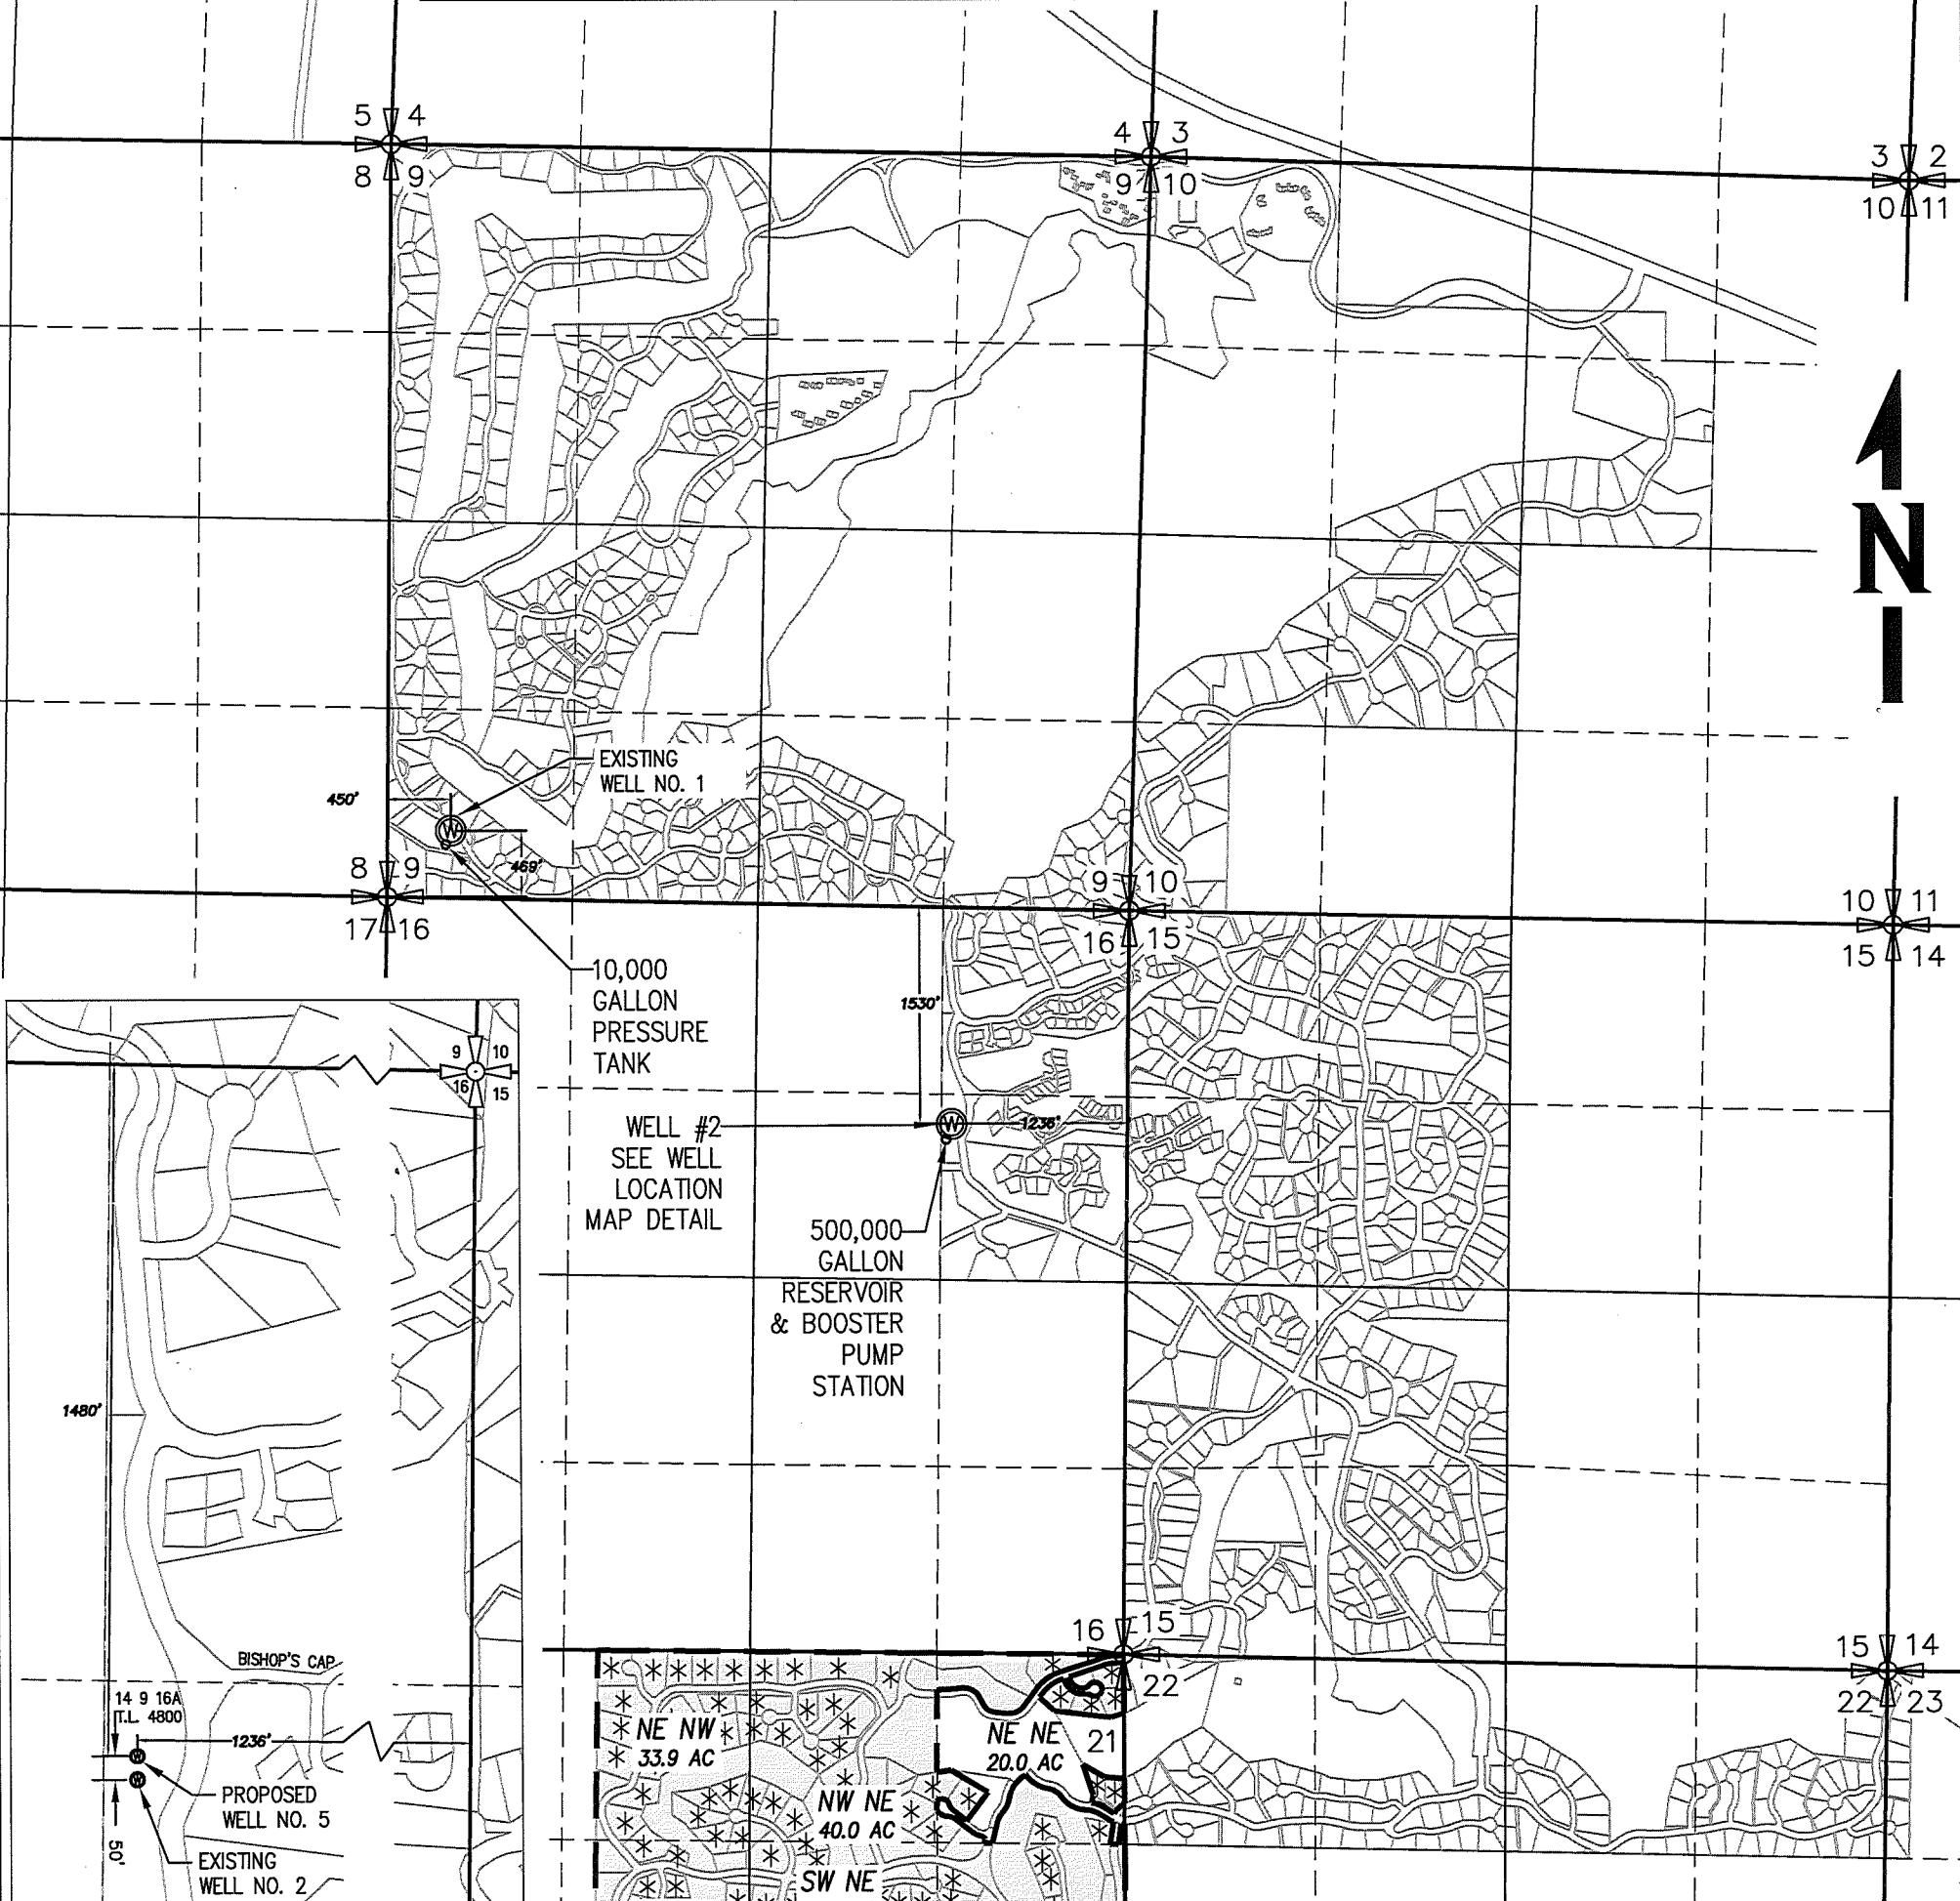 5 4
8 9
4 3
9 10
3 2
10 11
N
EXISTING
WELL NO. 1
450'
469'
8 9
17 16
9 10
16 15
10 11
15 14
10,000
GALLON
PRESSURE
TANK
1530'
WELL #2
SEE WELL
LOCATION
MAP DETAIL
1236'
500,000
GALLON
RESERVOIR
& BOOSTER
PUMP
STATION
9 10
16 15
1480'
BISHOP'S CAP
14 9 16A
T.L. 4800
1236'
PROPOSED
WELL NO. 5
50'
EXISTING
WELL NO. 2
16 15
22
21
15 14
22 23
NE NW
33.9 AC
NE NE
20.0 AC
NW NE
40.0 AC
SW NE
W
W
W
W